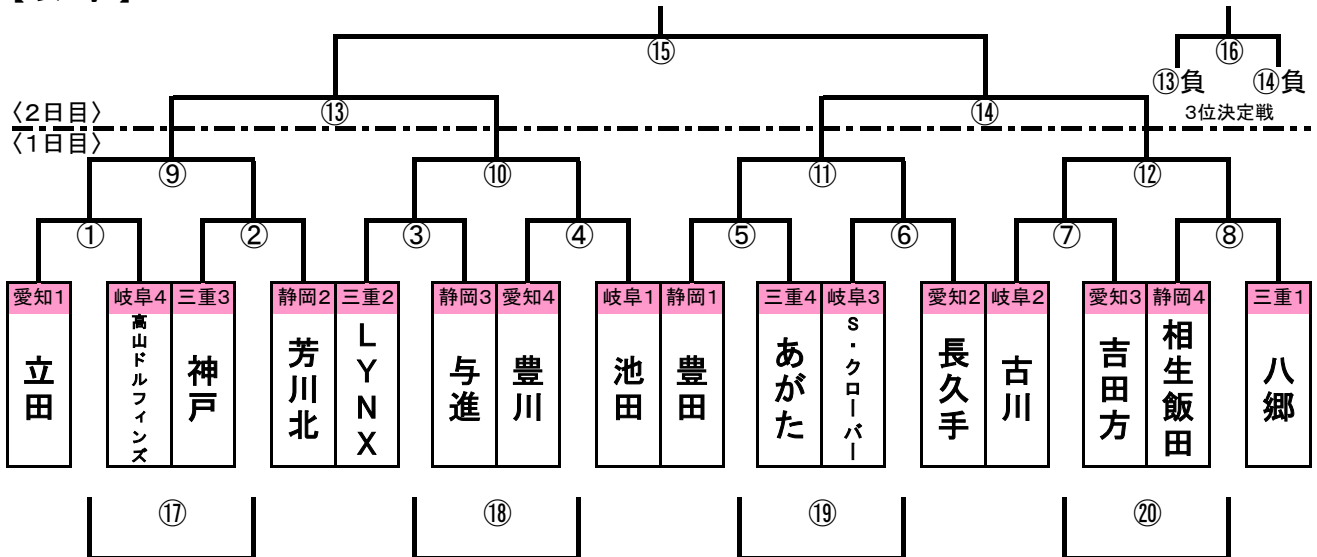 ⑮
⑯
⑬負
⑭負
3位決定戦
〈2日目〉
⑬
⑭
〈1日目〉
⑨
⑩
⑪
⑫
①
②
③
④
⑤
⑥
⑦
⑧
愛知1
岐阜4
三重3
静岡2
三重2
静岡3
愛知4
岐阜1
静岡1
三重4
岐阜3
愛知2
岐阜2
愛知3
静岡4
三重1
立田
高山ドルフィンズ
神戸
芳川北
LYNX
与進
豊川
池田
豊田
あがた
S・クローバー
長久手
古川
吉田方
相生飯田
八郷
⑰
⑱
⑲
⑳